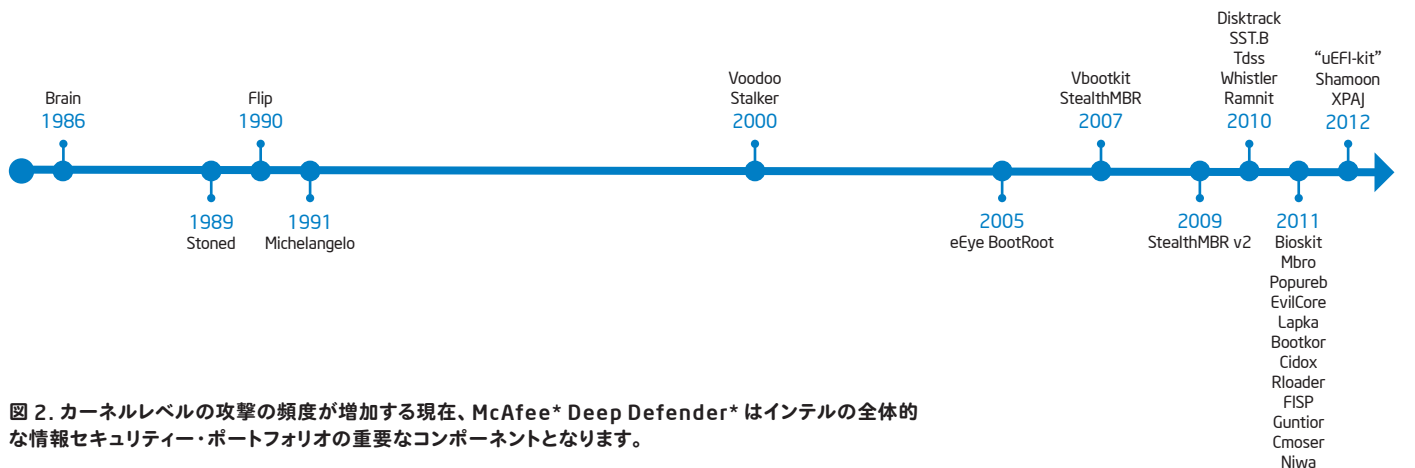 Brain
1986
1989
Stoned
Flip
1990
1991
Michelangelo
Voodoo
Stalker
2000
2005
eEye BootRoot
Vbootkit
StealthMBR
2007
2009
StealthMBR v2
Disktrack
SST.B
Tdss
Whistler
Ramnit
2010
2011
Bioskit
Mbro
Popureb
EvilCore
Lapka
Bootkor
Cidox
Rloader
FISP
Guntior
Cmoser
Niwa
“uEFI-kit”
Shamoon
XPAJ
2012
図 2. カーネルレベルの攻撃の頻度が増加する現在、McAfee* Deep Defender* はインテルの全体的
な情報セキュリティー・ポートフォリオの重要なコンポーネントとなります。